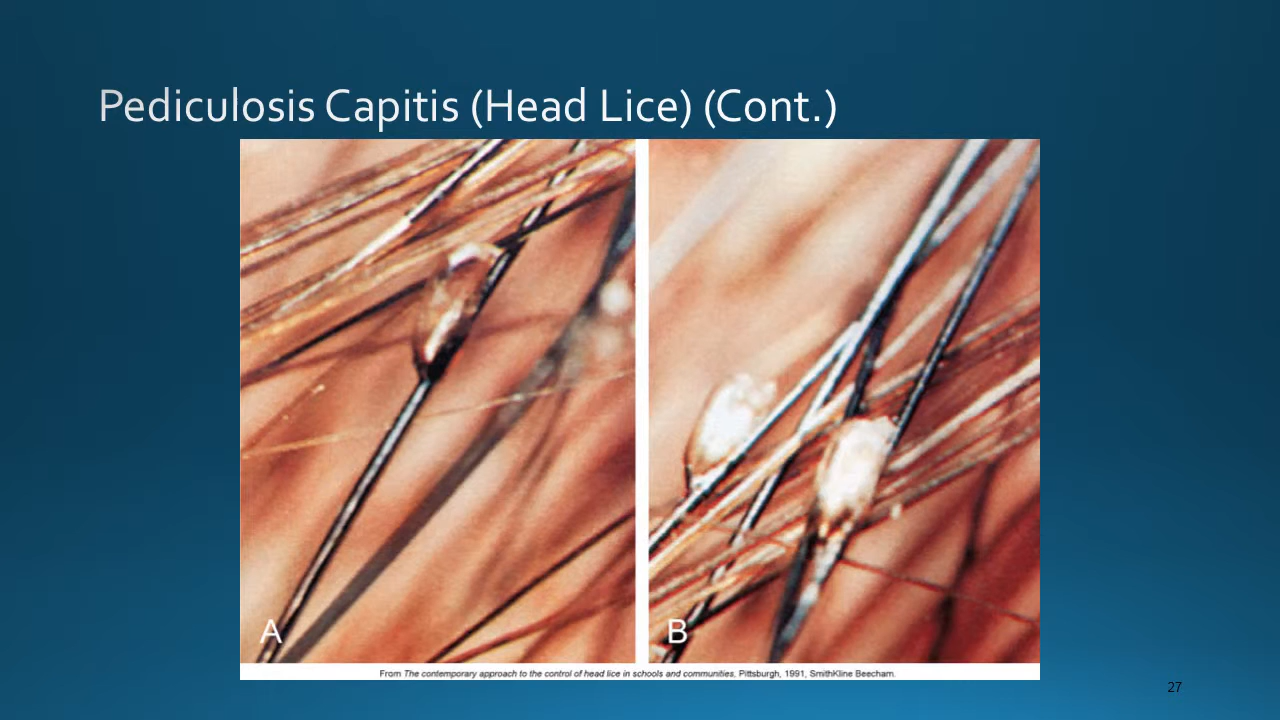 Pediculosis Capitis (Head Lice) (Cont.)
A
B
From The contemporary approach to the control of head lice in schools and communities, Pittsburgh, 1991, SmithKline Beecham.
27